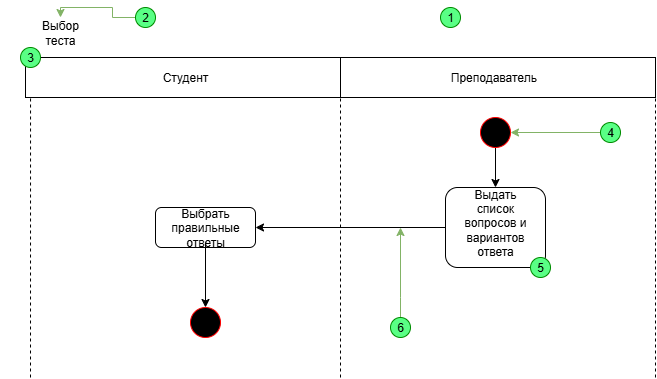 1
2
Выбор
теста
3
Студент
Преподаватель
4
Выдать
список
вопросов и
вариантов
ответа
5
Выбрать
правильные
ответы
6